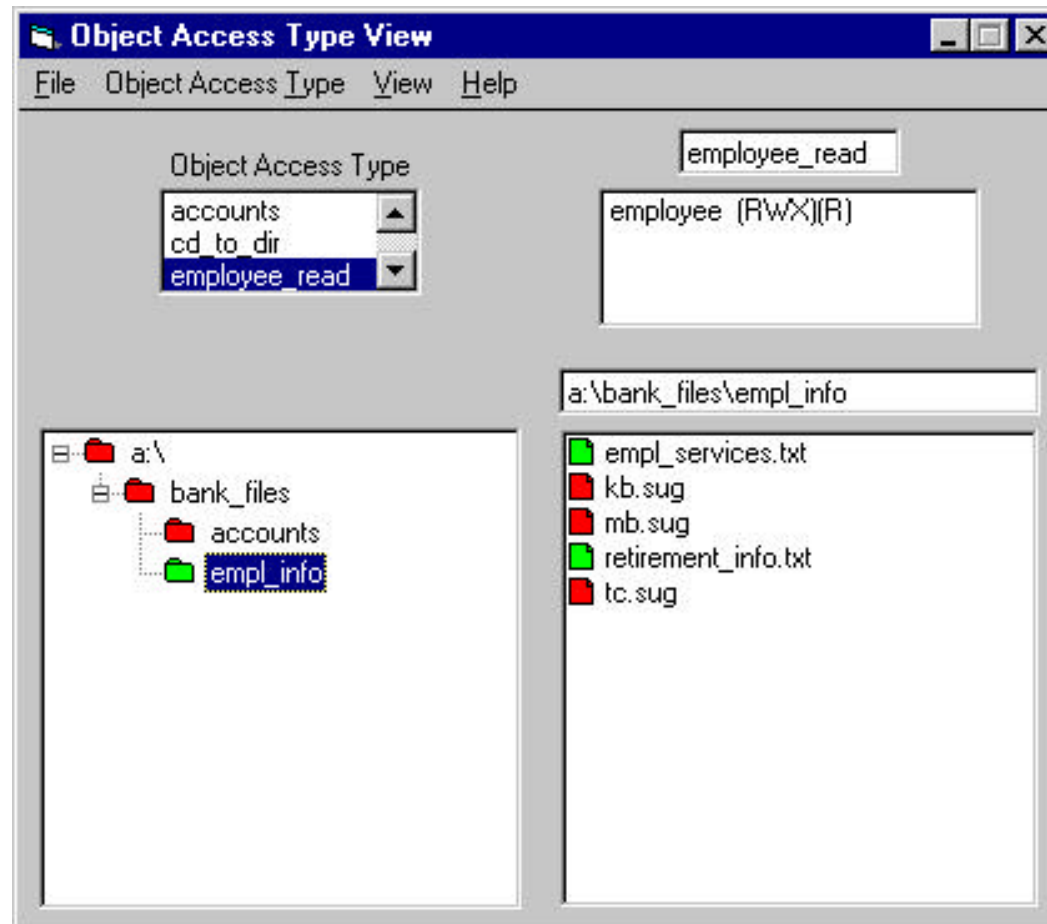 Object Access Type View
File Object Access Type View Help
Object Access Type
accounts
cd_to_dir
employee_read
employee_read
employee (RWX)(R)
a:\bank_files\empl_info
a:\
bank_files
accounts
empl_info
empl_services.txt
kb.sug
mb.sug
retirement_info.txt
tc.sug